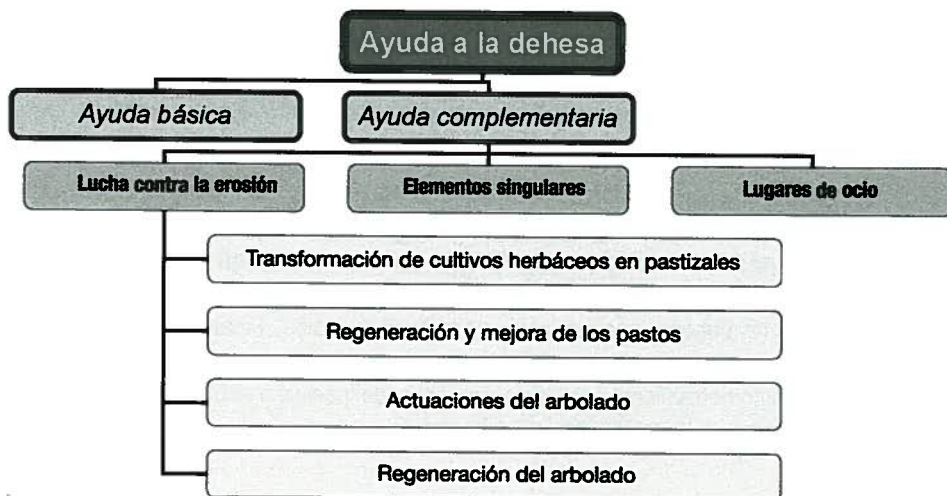 Ayuda a la dehesa
Ayuda básica
Ayuda complementaria
Lucha contra la erosión
Elementos singulares
Lugares de ocio
Transformación de cultivos herbáceos en pastizales
Regeneración y mejora de los pastos
Actuaciones del arbolado
Regeneración del arbolado